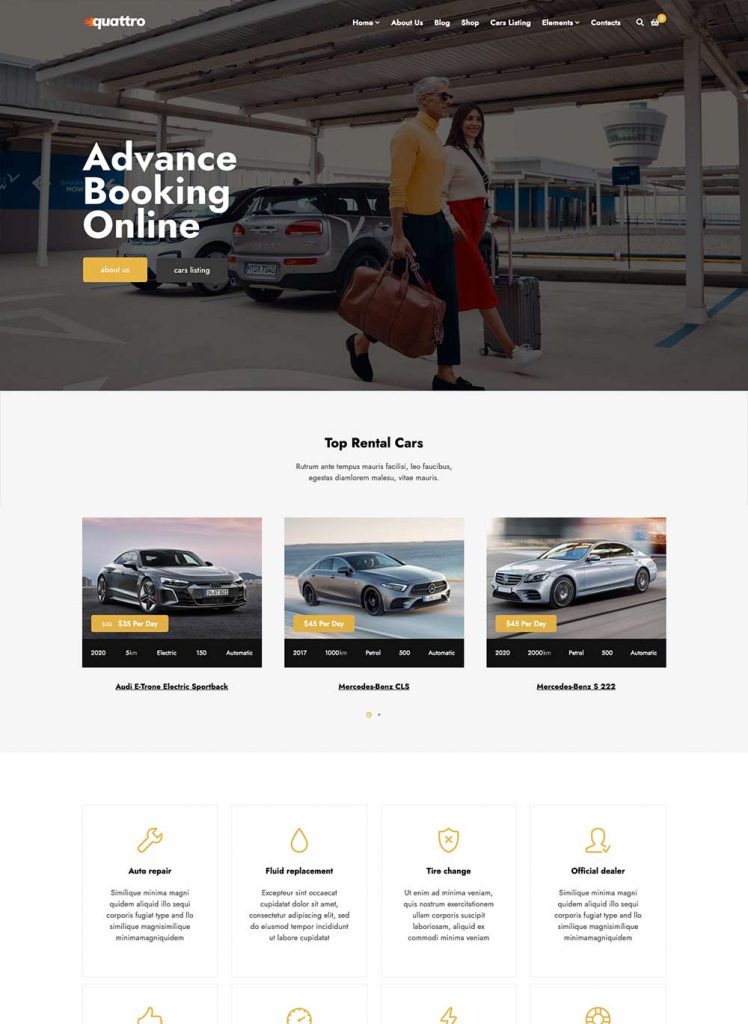 quattro
Home About Us Blog Shop Cars Listing Elements Contacts
0
Advance
Booking
Online
about us cars listing
Top Rental Cars
Rutrum ante tempus mauris facilisi, leo faucibus,
egestas diamlorem malesu, vitae mauris.
$30 $35 Per Day
2020 5km Electric 150 Automatic
Audi E-Trone Electric Sportback
$45 Per Day
2017 1000km Petrol 500 Automatic
Mercedes-Benz CLS
$45 Per Day
2020 2000km Petrol 500 Automatic
Mercedes-Benz S 222
Auto repair
Similique minima magni
quidem aliquid illo sequi
corporis fugiat type and llo
similique magnisimilique
minimamagniquidem
Fluid replacement
Excepteur sint occaecat
cupidatat dolor sit amet,
consectetur adipiscing elit, sed
do eiusmod tempor incididunt
ut labore cupidatat
Tire change
Ut enim ad minima veniam,
quis nostrum exercitationem
ullam corporis suscipit
laboriosam, aliquid ex
commodi minima veniam
Official dealer
Similique minima magni
quidem aliquid illo sequi
corporis fugiat type and llo
similique magnisimilique
minimamagniquidem